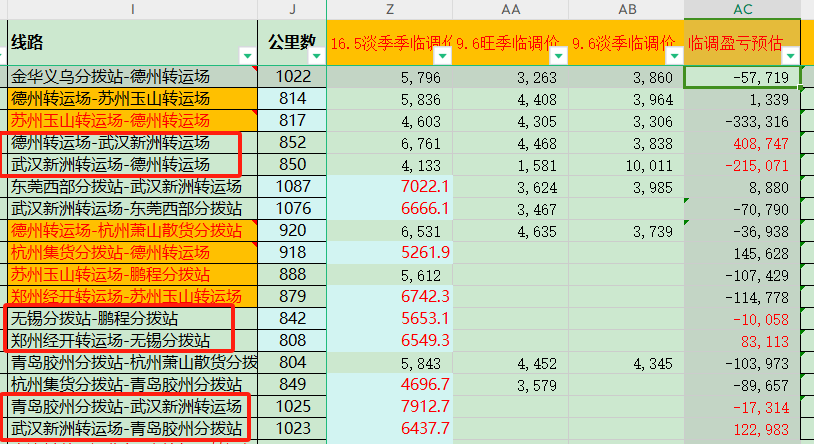 I J Z AA AB AC
线路 公里数 16.5淡季季临调价 9.6旺季临调价 9.6淡季临调价 临调盈亏预估
金华义乌分拨站-德州转运场 1022 5,796 3,263 3,860 -57,719
德州转运场-苏州玉山转运场 814 5,836 4,408 3,964 1,339
苏州玉山转运场-德州转运场 817 4,603 4,305 3,306 -333,316
德州转运场-武汉新洲转运场 852 6,761 4,468 3,838 408,747
武汉新洲转运场-德州转运场 850 4,133 1,581 10,011 -215,071
东莞西部分拨站-武汉新洲转运场 1087 7022.1 3,624 3,985 8,880
武汉新洲转运场-东莞西部分拨站 1076 6666.1 3,467 -70,790
德州转运场-杭州萧山散货分拨站 920 6,531 4,635 3,739 -36,938
杭州集货分拨站-德州转运场 918 5261.9 145,628
苏州玉山转运场-鹏程分拨站 888 5,612 -107,429
郑州经开转运场-苏州玉山转运场 879 6742.3 -114,778
无锡分拨站-鹏程分拨站 842 5653.1 -10,058
郑州经开转运场-无锡分拨站 808 6549.3 83,113
青岛胶州分拨站-杭州萧山散货分拨 804 5,843 4,452 4,345 -103,973
杭州集货分拨站-青岛胶州分拨站 849 4696.7 3,579 -89,657
青岛胶州分拨站-武汉新洲转运场 1025 7912.7 -17,314
武汉新洲转运场-青岛胶州分拨站 1023 6437.7 122,983